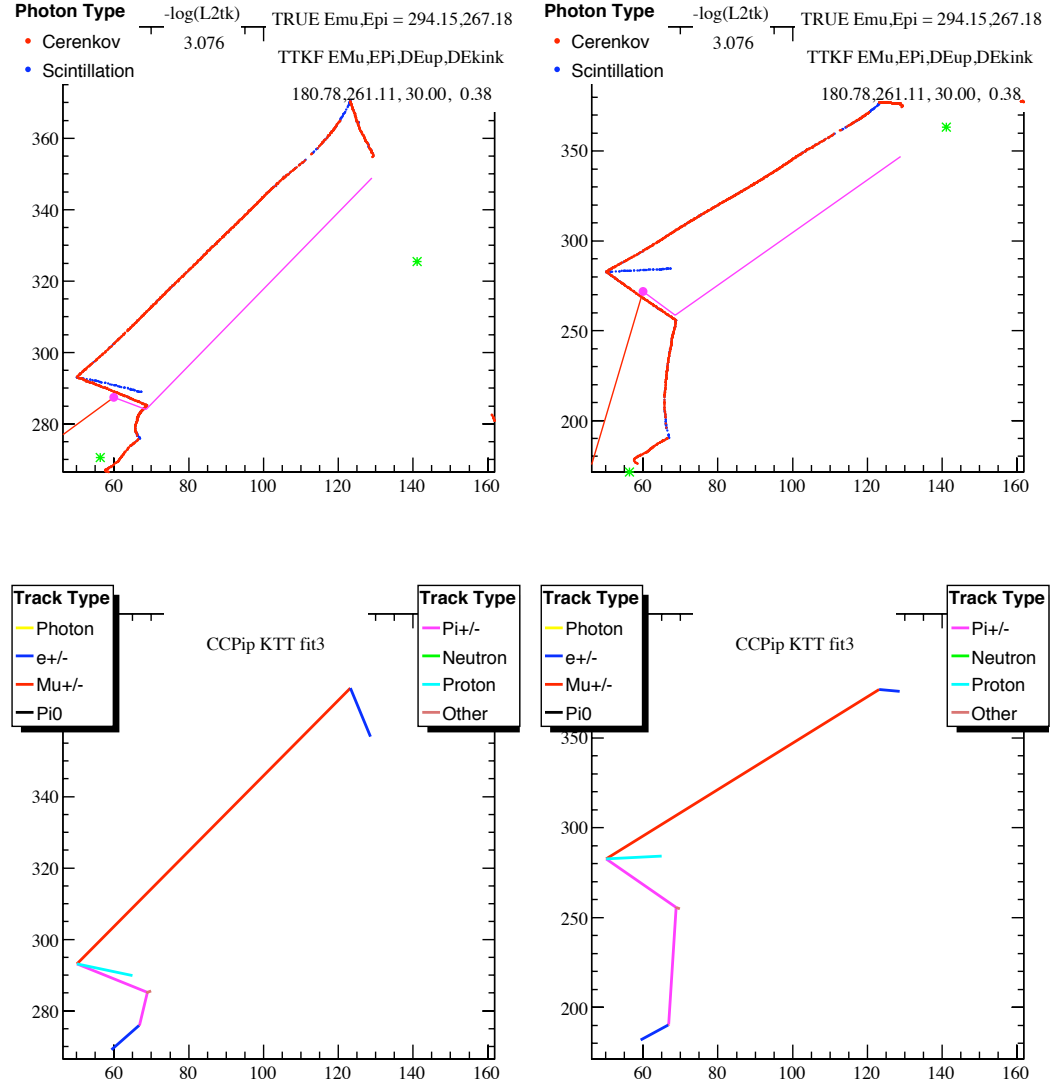 Photon Type
Cerenkov
Scintillation
-log(L2tk)
3.076
TRUE Emu,Epi = 294.15,267.18
TTKF EMu,EPi,DEup,DEkink
180.78,261.11, 30.00, 0.38
360
340
320
300
280
60 80 100 120 140 160
Photon Type
Cerenkov
Scintillation
-log(L2tk)
3.076
TRUE Emu,Epi = 294.15,267.18
TTKF EMu,EPi,DEup,DEkink
180.78,261.11, 30.00, 0.38
350
300
250
200
60 80 100 120 140 160
Track Type
Photon
e+/-
Mu+/-
Pi0
CCPip KTT fit3
Track Type
Pi+/-
Neutron
Proton
Other
340
320
300
280
60 80 100 120 140 160
Track Type
Photon
e+/-
Mu+/-
Pi0
CCPip KTT fit3
Track Type
Pi+/-
Neutron
Proton
Other
350
300
250
200
60 80 100 120 140 160